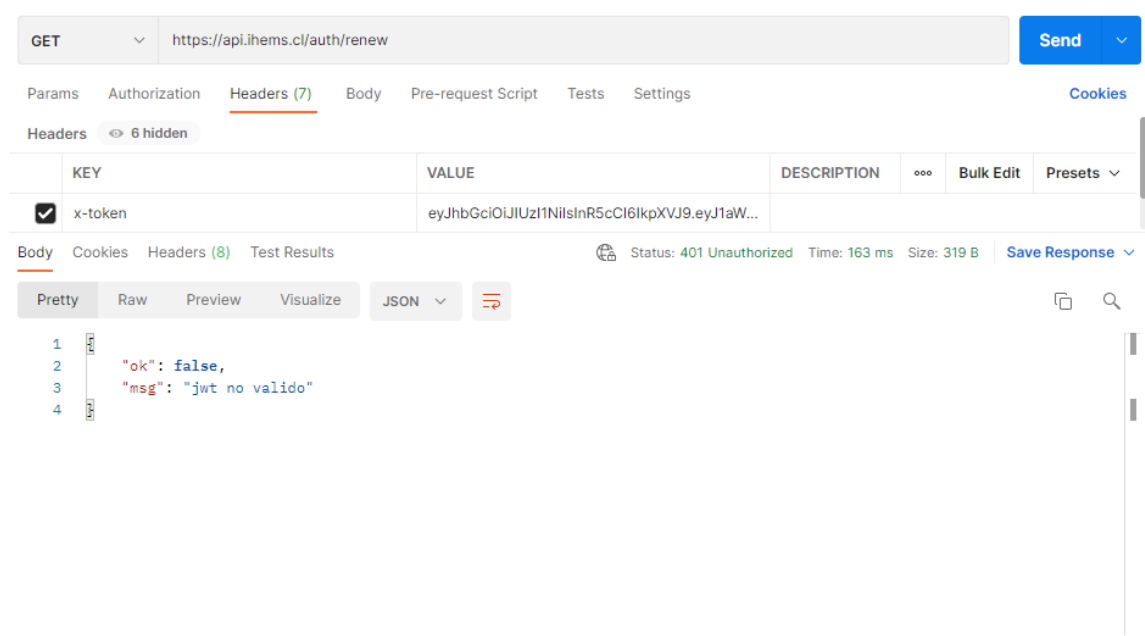 GET https://api.ihems.cl/auth/renew Send
Params Authorization Headers (7) Body Pre-request Script Tests Settings Cookies
Headers 6 hidden
KEY VALUE DESCRIPTION ooo Bulk Edit Presets
x-token eyJhbGciOiJIUzI1NiIsInR5cCI6IkpXVJ9.eyJ1aW...
Body Cookies Headers (8) Test Results Status: 401 Unauthorized Time: 163 ms Size: 319 B Save Response
Pretty Raw Preview Visualize JSON
1 {
2 "ok": false,
3 "msg": "jwt no valido"
4 }